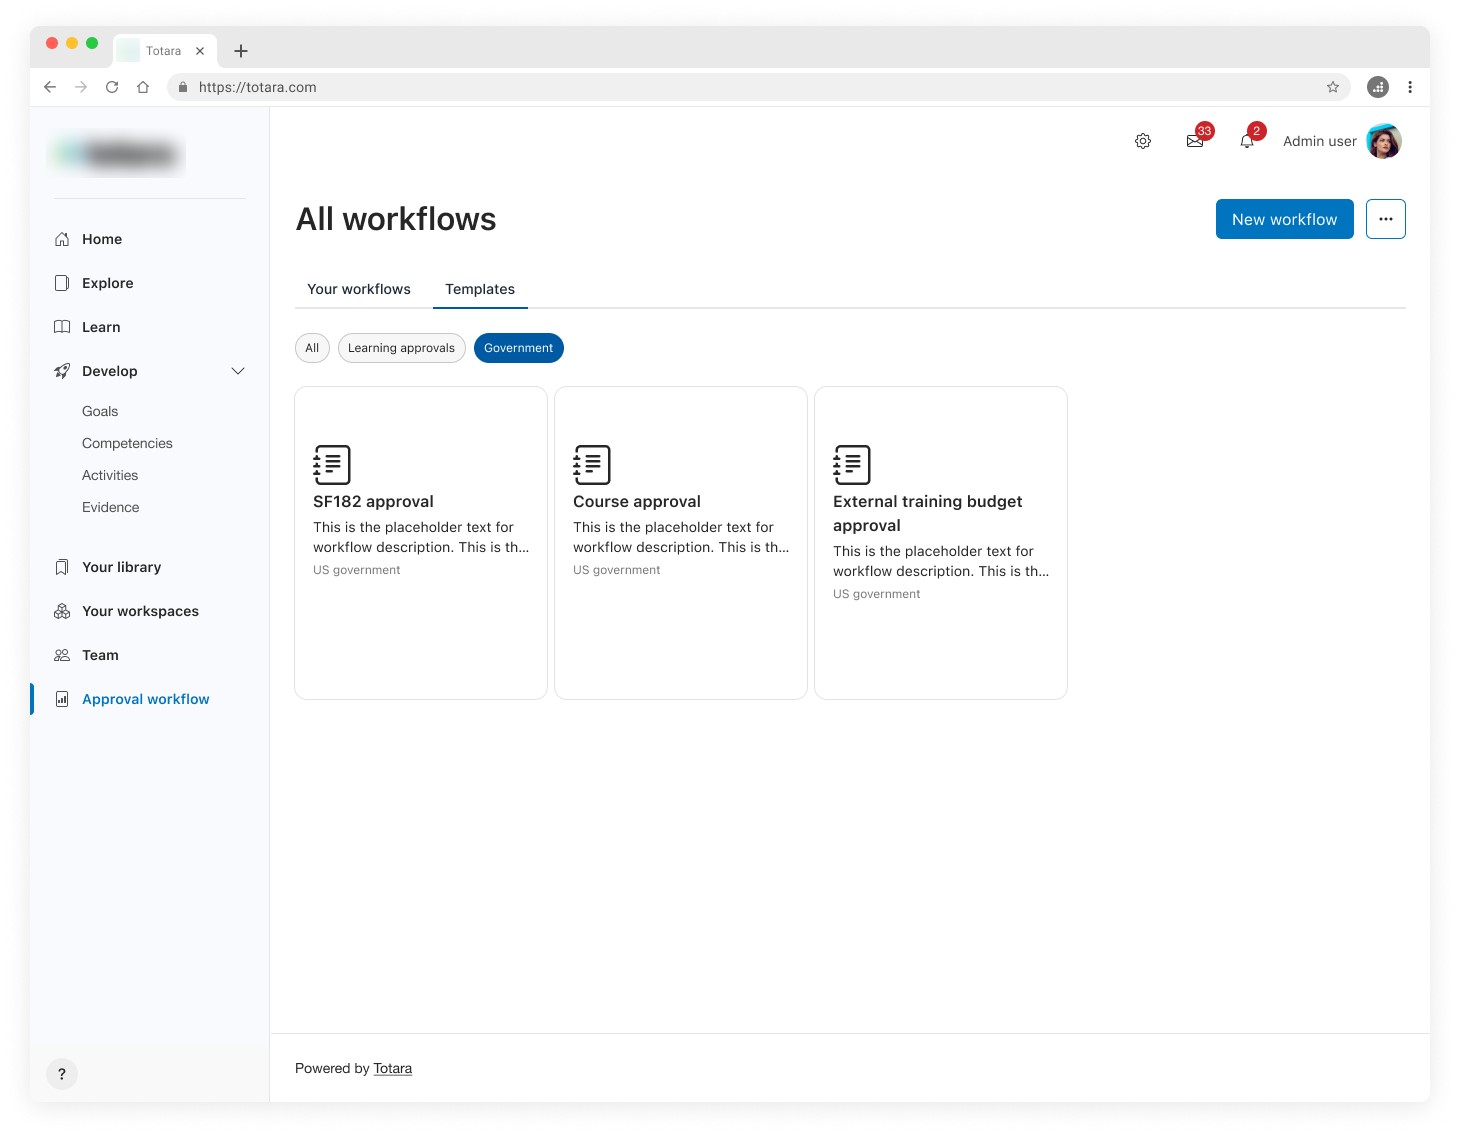 Totara
https://totara.com
33
2
Admin user
All workflows
New workflow
Home
Explore
Learn
Develop
Goals
Competencies
Activities
Evidence
Your library
Your workspaces
Team
Approval workflow
Your workflows
Templates
All
Learning approvals
Government
SF182 approval
This is the placeholder text for
workflow description. This is th...
US government
Course approval
This is the placeholder text for
workflow description. This is th...
US government
External training budget
approval
This is the placeholder text for
workflow description. This is th...
US government
?
Powered by Totara